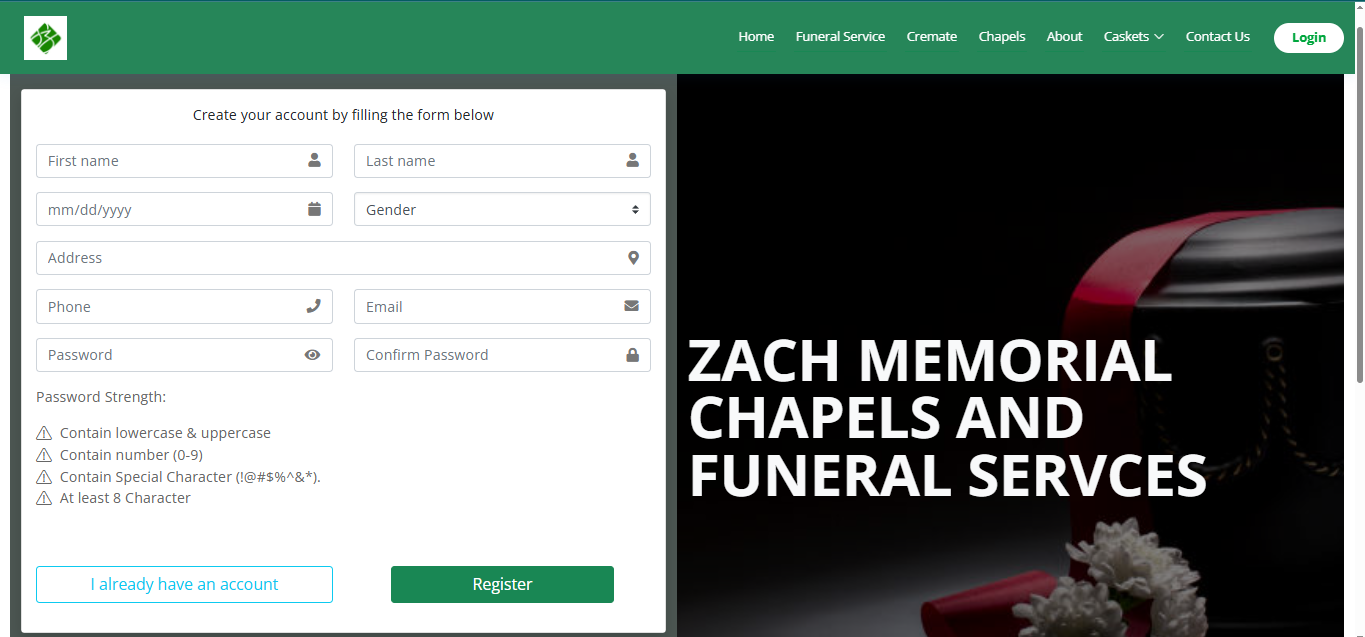 Home Funeral Service Cremate Chapels About Caskets Contact Us Login
Create your account by filling the form below
First name Last name
mm/dd/yyyy Gender
Address
Phone Email
Password Confirm Password
Password Strength:
Contain lowercase & uppercase
Contain number (0-9)
Contain Special Character (!@#$%^&*).
At least 8 Character
I already have an account Register
ZACH MEMORIAL
CHAPELS AND
FUNERAL SERVCES